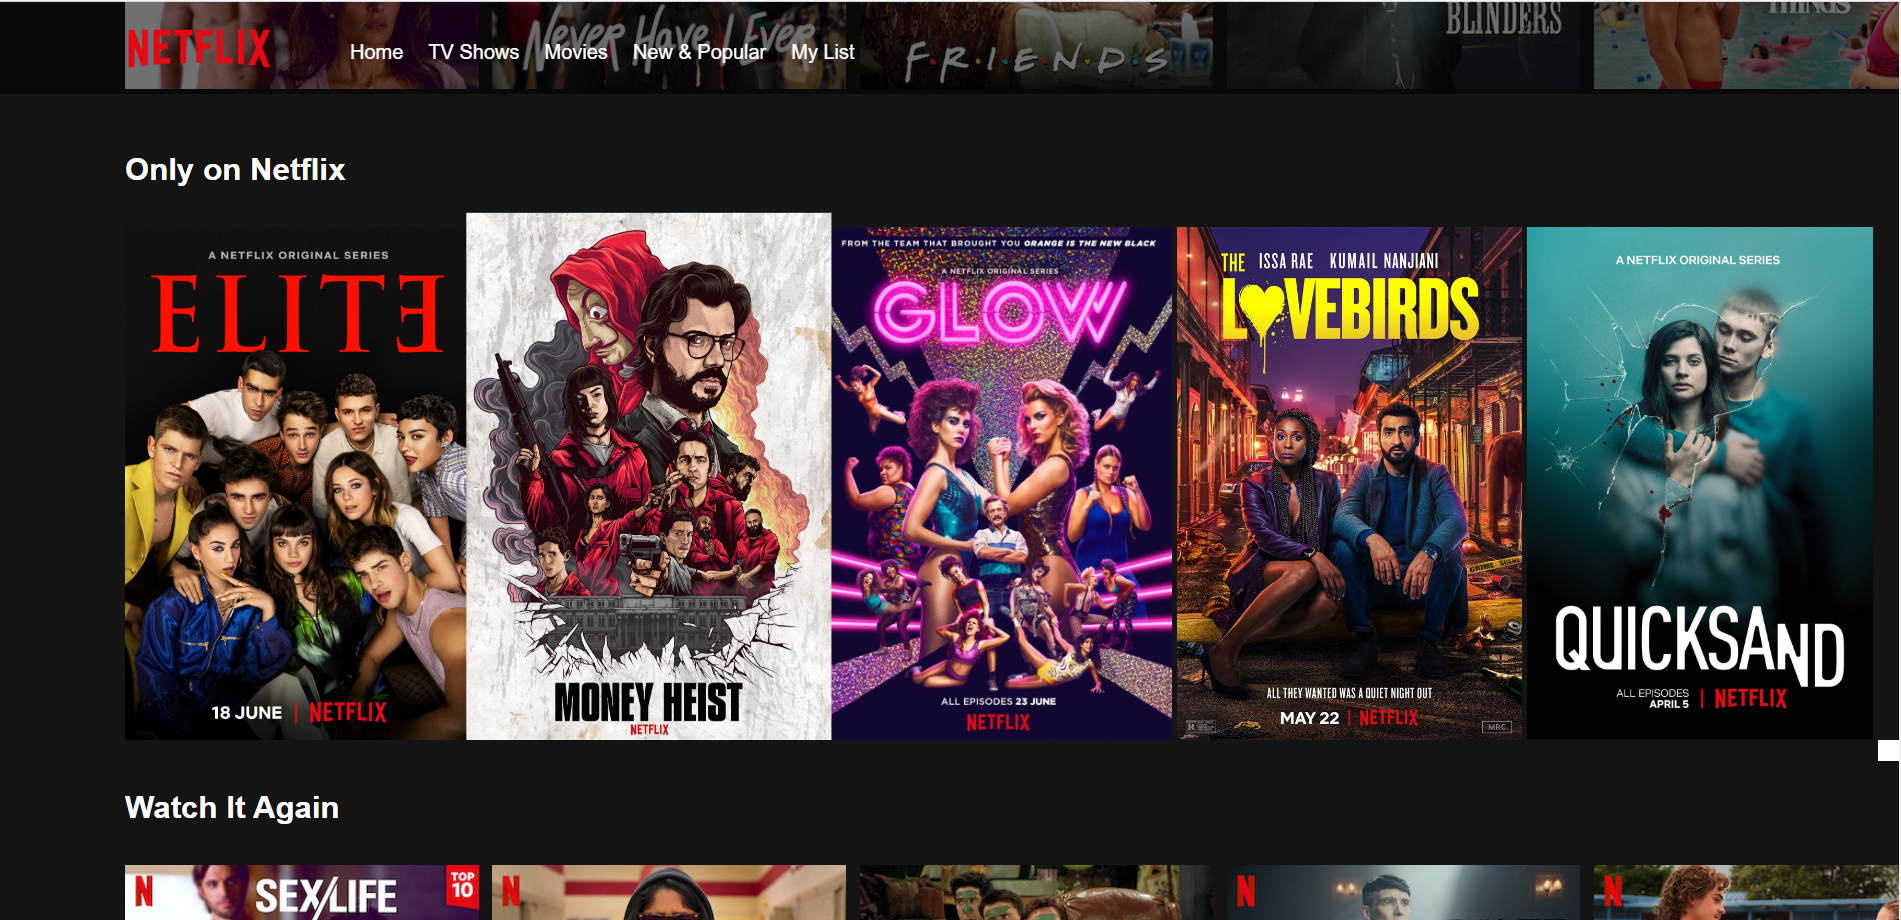 NETFLIX
Home TV Shows Movies New & Popular My List
Never Have I Ever
F·R·I·E·N·D·S
BLINDERS
THINGS
Only on Netflix
A NETFLIX ORIGINAL SERIES
ELITE
18 JUNE | NETFLIX
MONEY HEIST
NETFLIX
FROM THE TEAM THAT BROUGHT YOU ORANGE IS THE NEW BLACK
A NETFLIX ORIGINAL SERIES
GLOW
ALL EPISODES 23 JUNE
NETFLIX
THE ISSA RAE KUMAIL NANJIANI
LOVEBIRDS
CRIME SCENE
ALL THEY WANTED WAS A QUIET NIGHT OUT
MAY 22 | NETFLIX
R
MRC
A NETFLIX ORIGINAL SERIES
QUICKSAND
ALL EPISODES
APRIL 5 | NETFLIX
Watch It Again
N SEX/LIFE TOP
10
N
N
N